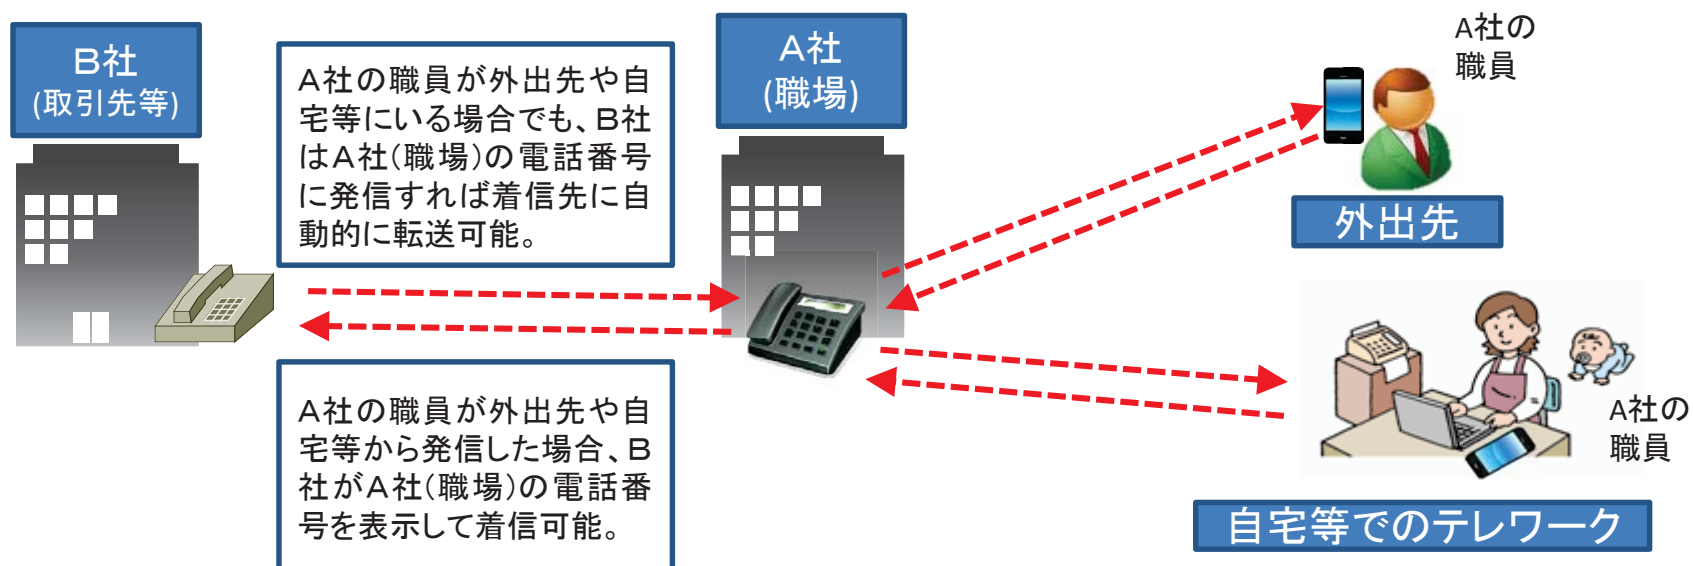 B社
(取引先等)
A社の職員が外出先や自
宅等にいる場合でも、B社
はA社(職場)の電話番号
に発信すれば着信先に自
動的に転送可能。
A社
(職場)
A社の
職員
外出先
A社の職員が外出先や自
宅等から発信した場合、B
社がA社(職場)の電話番
号を表示して着信可能。
A社の
職員
自宅等でのテレワーク